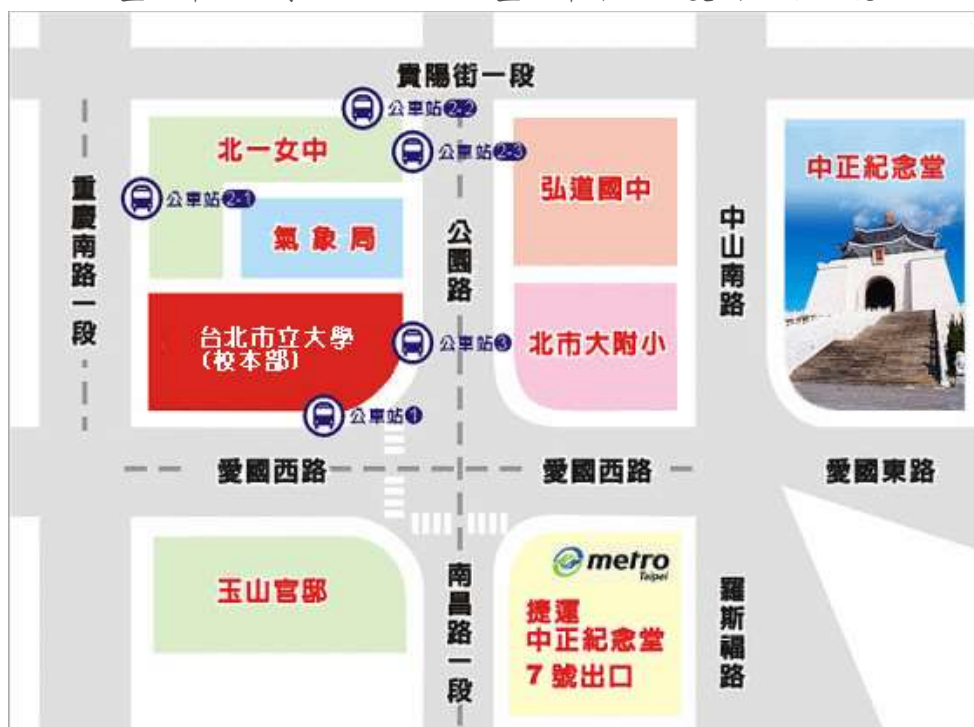 貴陽街一段
公車站2-2
北一女中
公車站2-3
弘道國中
中正紀念堂
重慶南路一段
公車站2-1
氣象局
公園路
中山南路
台北市立大學
(校本部)
公車站3
北市大附小
公車站1
愛國西路
愛國西路
愛國東路
玉山官邸
南昌路一段
metro
Taipei
捷運
中正紀念堂
7號出口
羅斯福路